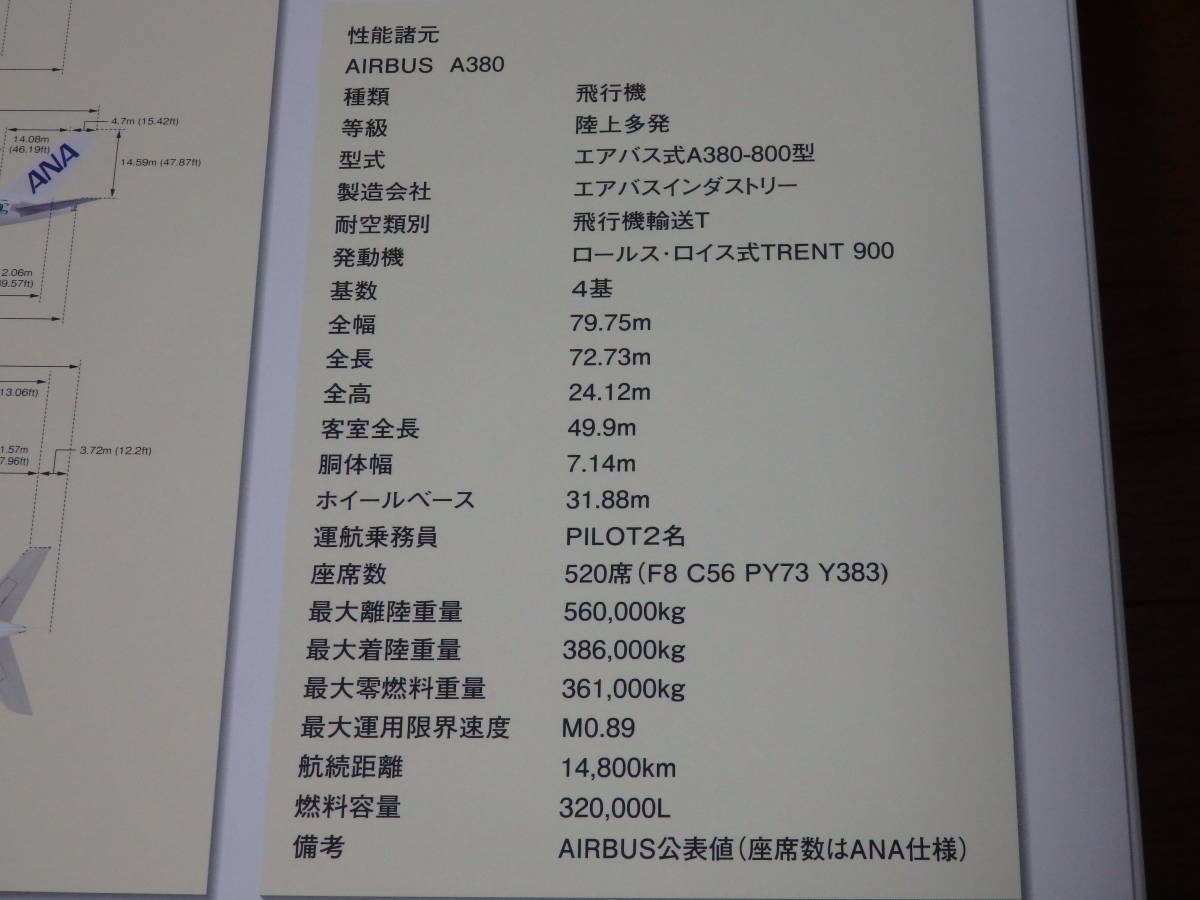 4.7m (15.42ft)
14.08m
(46.19ft)
ANA
14.59m (47.87ft)
2.06m
13.06ft)
3.72m (12.2ft)
性能諸元
AIRBUS A380
種類 飛行機
等級 陸上多発
型式 エアバス式A380-800型
製造会社 エアバスインダストリー
耐空類別 飛行機輸送T
発動機 ロールス・ロイス式TRENT 900
基数 4基
全幅 79.75m
全長 72.73m
全高 24.12m
客室全長 49.9m
胴体幅 7.14m
ホイールベース 31.88m
運航乗務員 PILOT2名
座席数 520席(F8 C56 PY73 Y383)
最大離陸重量 560,000kg
最大着陸重量 386,000kg
最大零燃料重量 361,000kg
最大運用限界速度 M0.89
航続距離 14,800km
燃料容量 320,000L
備考 AIRBUS公表値(座席数はANA仕様)